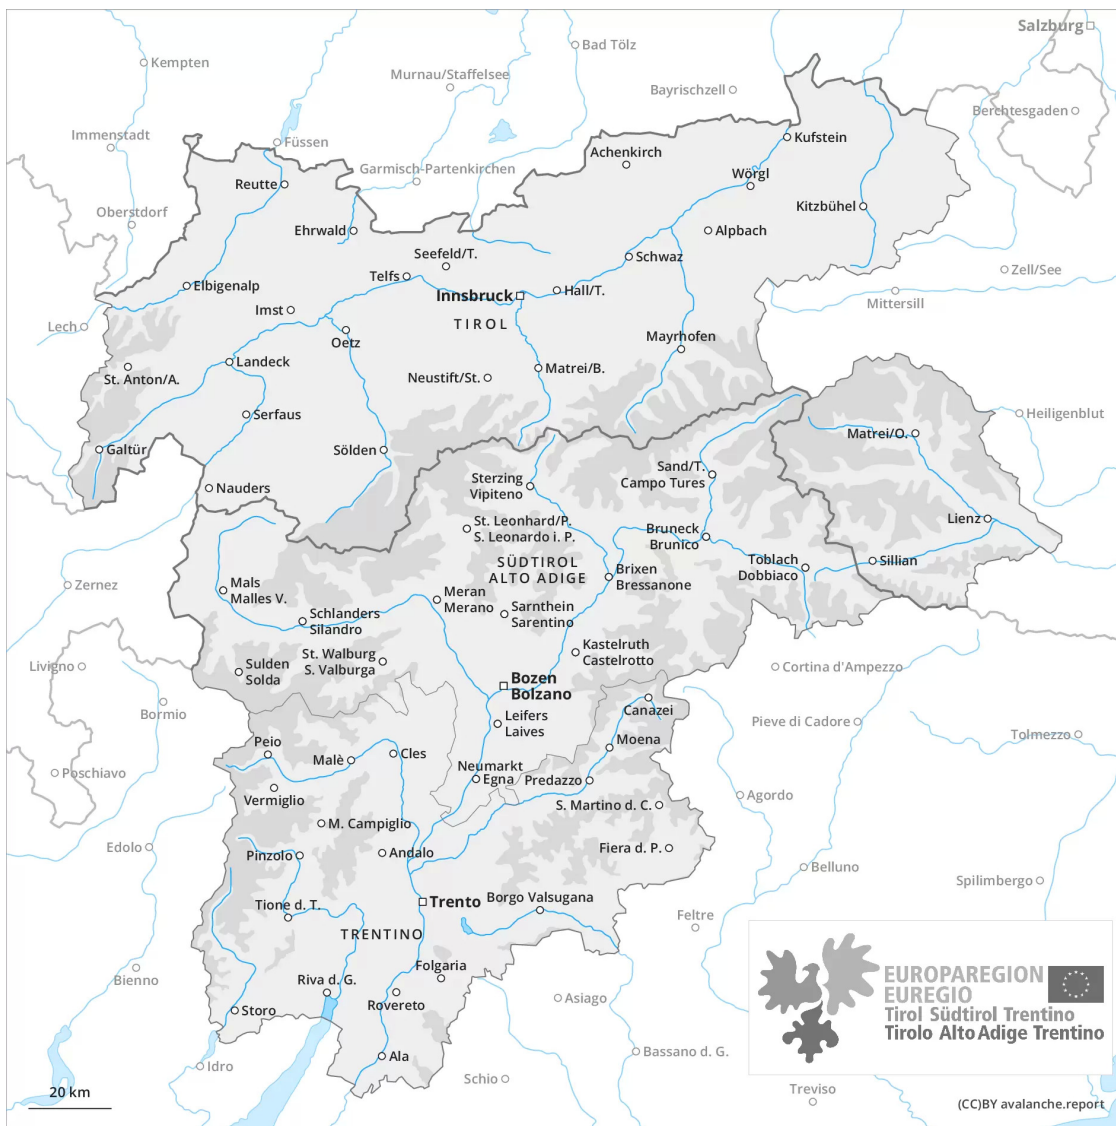 Salzburg
Bad Tölz
Kempten
Murnau/Staffelsee
Bayrischzell
Berchtesgaden
Immenstadt
Füssen
Kufstein
Achenkirch
Garmisch-Partenkirchen
Wörgl
Reutte
Kitzbühel
Oberstdorf
Ehrwald
Alpbach
Seefeld/T.
Schwaz
Zell/See
Telfs
Elbigenalp
Hall/T.
Innsbruck
Mittersill
Imst
TIROL
Lech
Oetz
Mayrhofen
Landeck
Matrei/B.
St. Anton/A.
Neustift/St.
Serfaus
Heiligenblut
Matrei/O.
Galtür
Sölden
Sand/T.
Campo Tures
Sterzing
Vipiteno
Nauders
Lienz
St. Leonhard/P.
S. Leonardo i. P.
Bruneck
Brunico
SÜDTIROL
ALTO ADIGE
Toblach
Dobbiaco
Sillian
Brixen
Bressanone
Zernez
Mals
Malles V.
Meran
Merano
Sarnthein
Sarentino
Schlanders
Silandro
Kastelruth
Castelrotto
St. Walburg
S. Valburga
Livigno
Sulden
Solda
Cortina d'Ampezzo
Bozen
Bolzano
Canazei
Bormio
Leifers
Laives
Pieve di Cadore
Tolmezzo
Peio
Moena
Cles
Malè
Neumarkt
Egna
Poschiavo
Predazzo
Vermiglio
S. Martino d. C.
Agordo
M. Campiglio
Edolo
Pinzolo
Andalo
Fiera d. P.
Belluno
Spilimbergo
Borgo Valsugana
Trento
Tione d. T.
Feltre
TRENTINO
Folgaria
Bienno
Riva d. G.
EUROPAREGION
EUREGIO
Tirol Südtirol Trentino
Tirolo Alto Adige Trentino
Asiago
Rovereto
Storo
Ala
Bassano d. G.
Idro
Schio
Treviso
20 km
(CC)BY avalanche.report